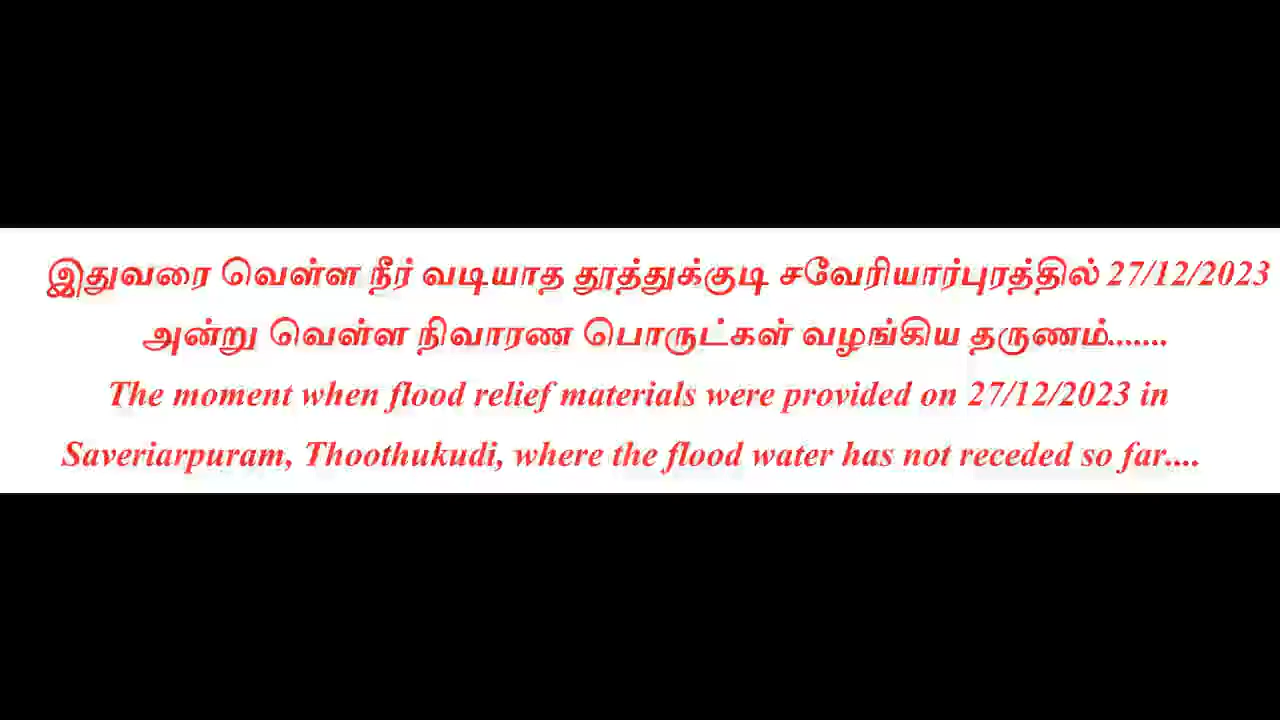 இதுவரை வெள்ள நீர் வடியாத தூத்துக்குடி சவேரியார்புரத்தில் 27/12/2023
அன்று வெள்ள நிவாரண பொருட்கள் வழங்கிய தருணம்.......
The moment when flood relief materials were provided on 27/12/2023 in
Saveriarpuram, Thoothukudi, where the flood water has not receded so far....